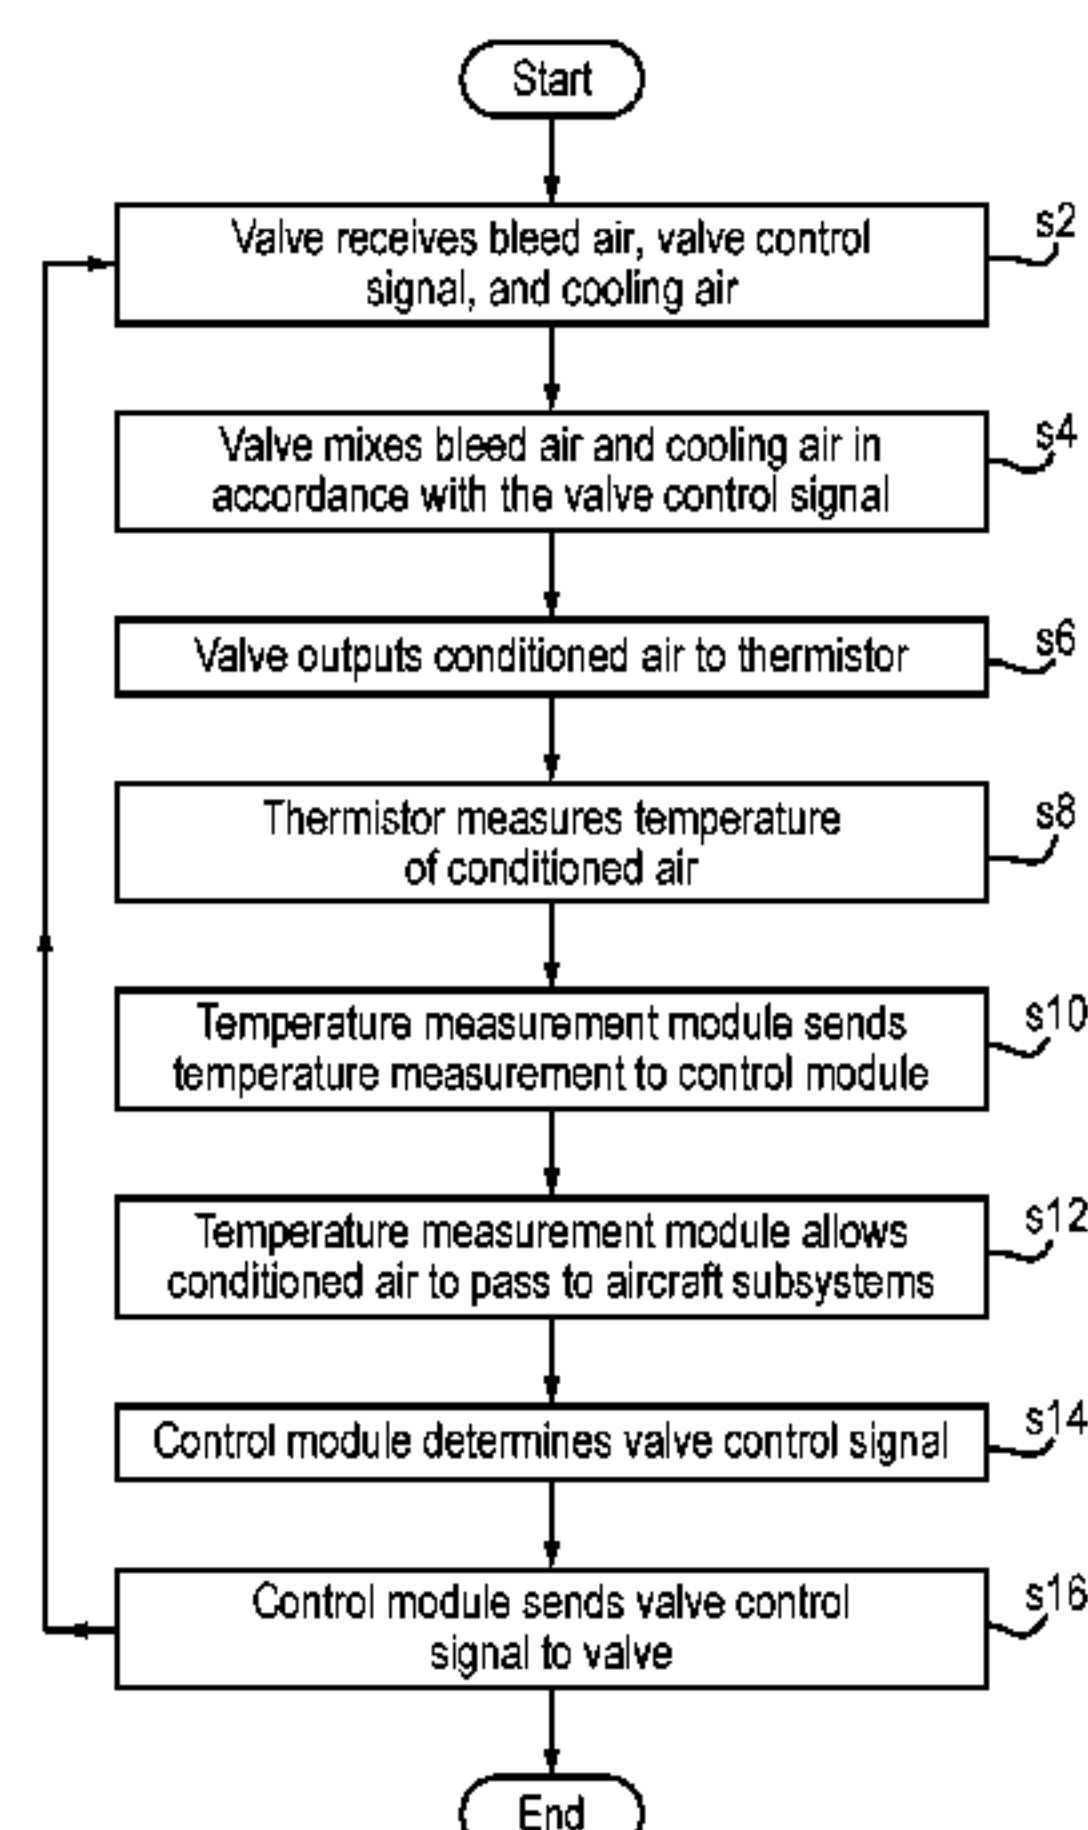 Start
Valve receives bleed air, valve control
signal, and cooling air
s2
Valve mixes bleed air and cooling air in
accordance with the valve control signal
s4
Valve outputs conditioned air to thermistor
s6
Thermistor measures temperature
of conditioned air
s8
Temperature measurement module sends
temperature measurement to control module
s10
Temperature measurement module allows
conditioned air to pass to aircraft subsystems
s12
Control module determines valve control signal
s14
Control module sends valve control
signal to valve
s16
End